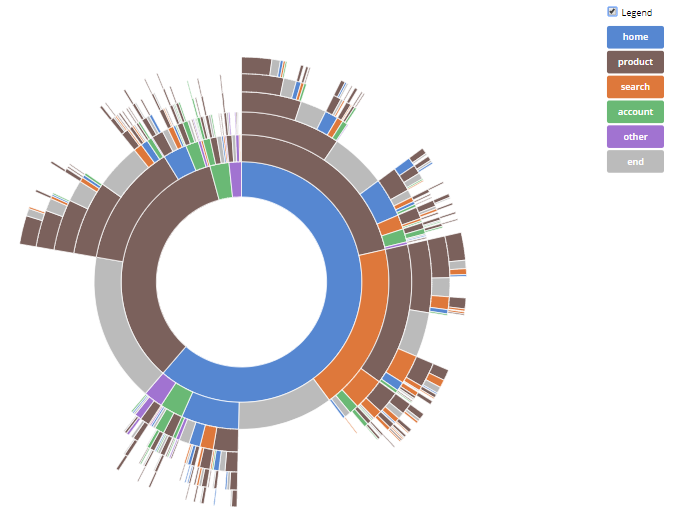 Legend
home
product
search
account
other
end